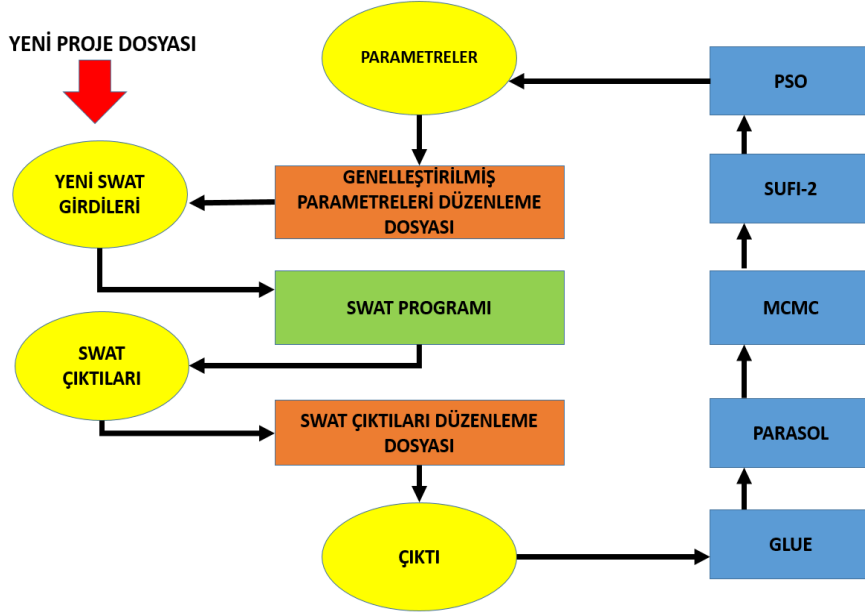 YENİ PROJE DOSYASI
PARAMETRELER
PSO
YENİ SWAT
GİRDİLERİ
GENELLEŞTİRİLMİŞ
PARAMETRELERİ DÜZENLEME
DOSYASI
SUFI-2
SWAT PROGRAMI
MCMC
SWAT
ÇIKTILARI
SWAT ÇIKTILARI DÜZENLEME
DOSYASI
PARASOL
ÇIKTI
GLUE